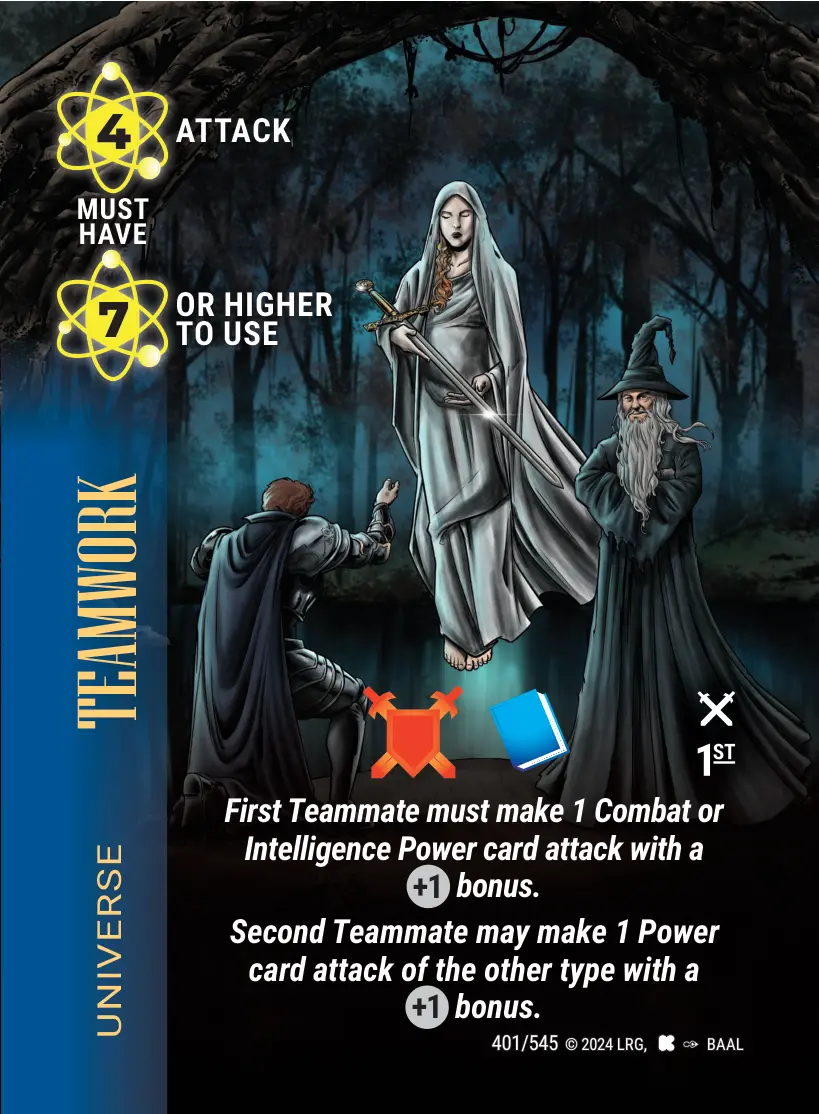 4 ATTACK
MUST
HAVE
7 OR HIGHER
TO USE
TEAMWORK
UNIVERSE
1ST
First Teammate must make 1 Combat or
Intelligence Power card attack with a
+1 bonus.
Second Teammate may make 1 Power
card attack of the other type with a
+1 bonus.
401/545 © 2024 LRG, BAAL